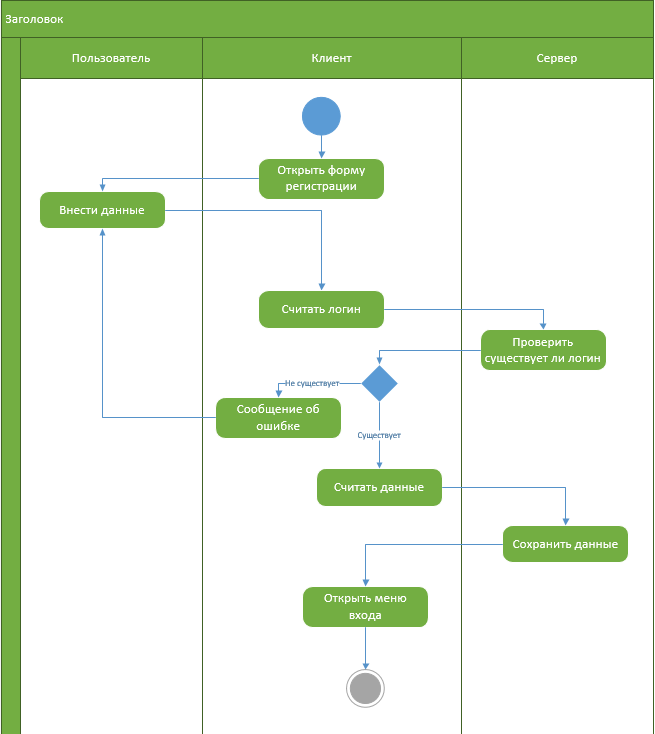 Заголовок
Пользователь
Клиент
Сервер
Открыть форму
регистрации
Внести данные
Считать логин
Проверить
существует ли логин
Не существует
Сообщение об
ошибке
Существует
Считать данные
Сохранить данные
Открыть меню
входа